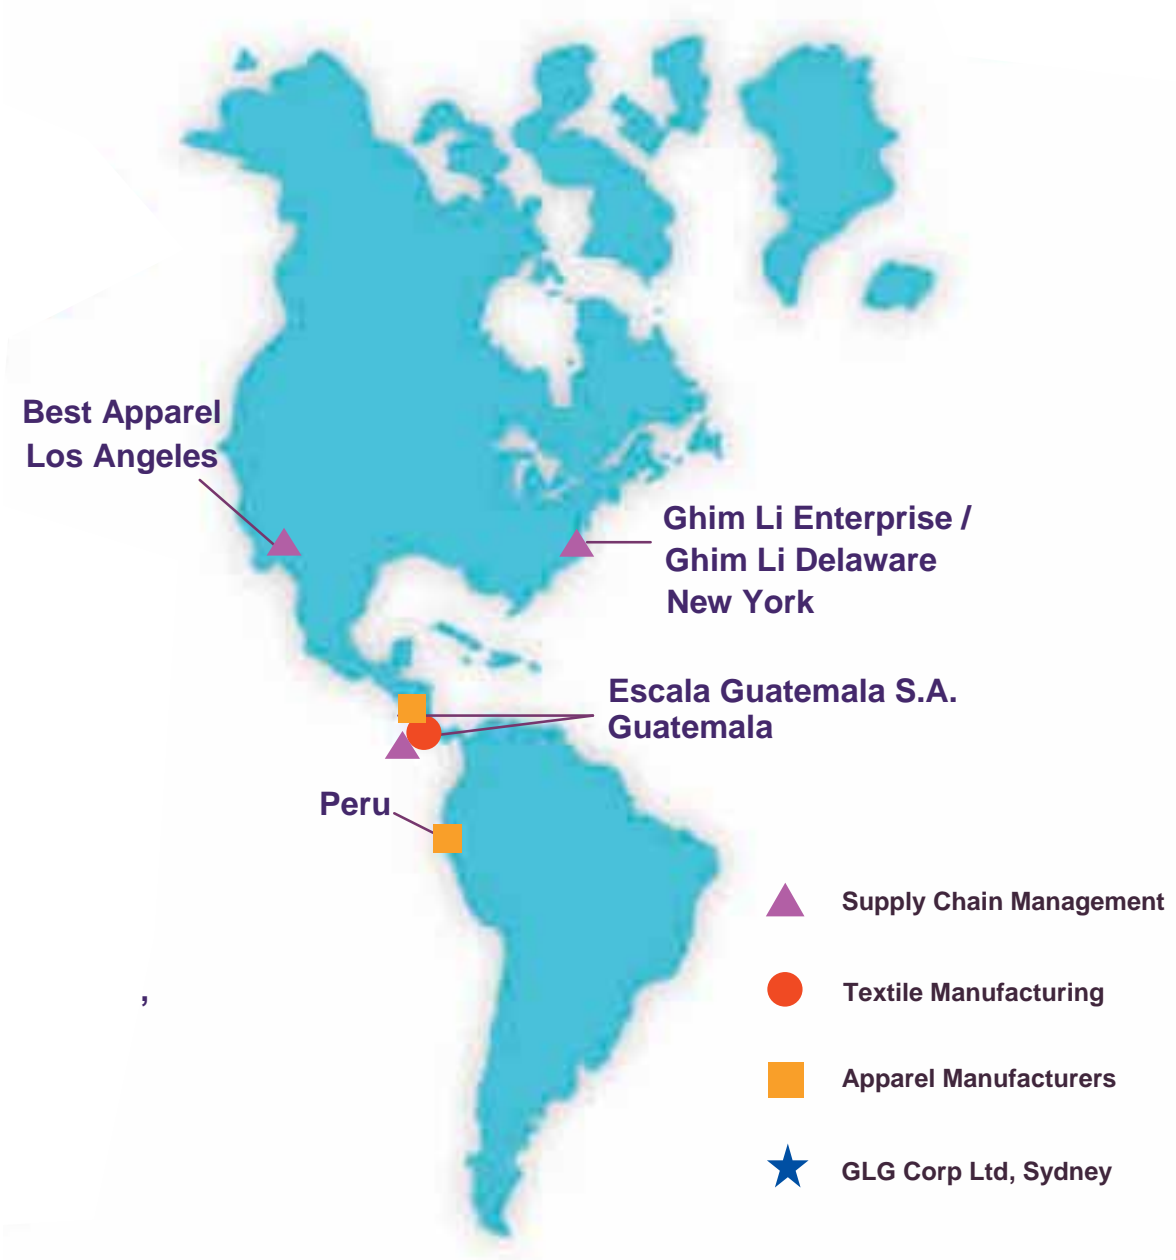 Best Apparel
Los Angeles
Ghim Li Enterprise /
Ghim Li Delaware
New York
Escala Guatemala S.A.
Guatemala
Peru
Supply Chain Management
,
Textile Manufacturing
Apparel Manufacturers
GLG Corp Ltd, Sydney